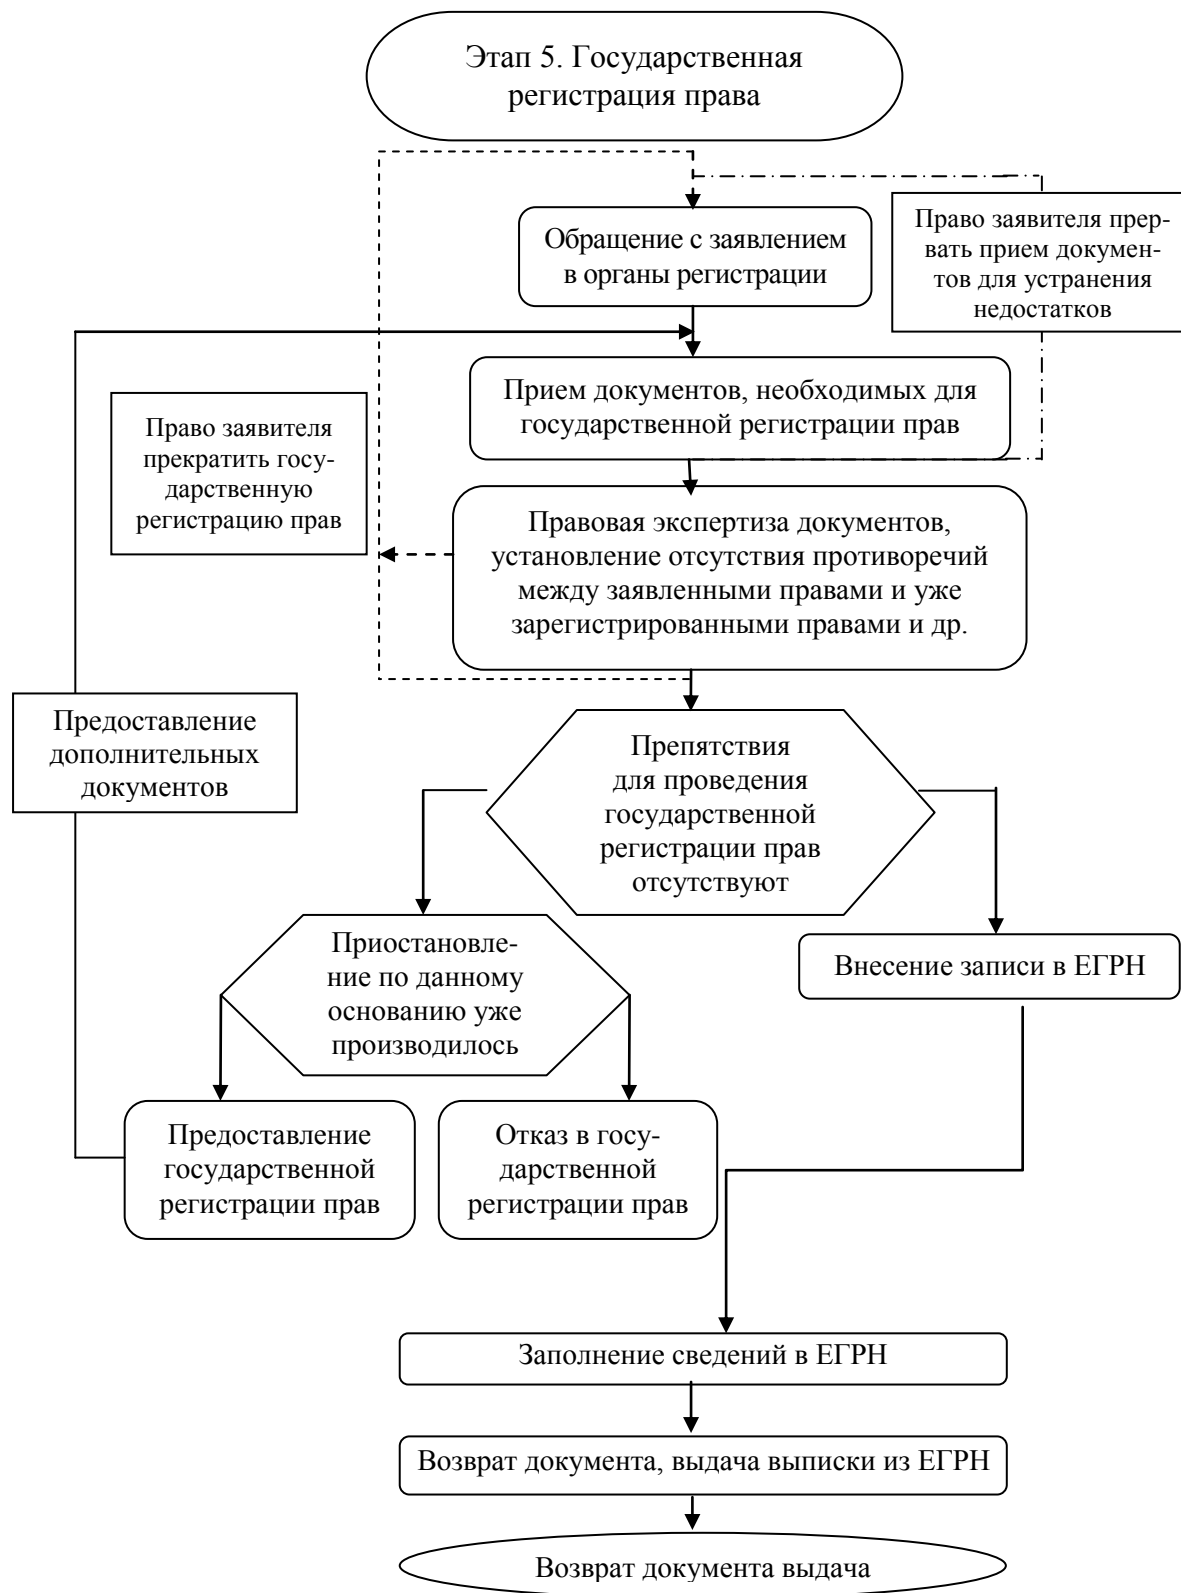 Этап 5. Государственная
регистрация права
Обращение с заявлением
в органы регистрации
Право заявителя прер-
вать прием докумен-
тов для устранения
недостатков
Прием документов, необходимых для
государственной регистрации прав
Право заявителя
прекратить госу-
дарственную
регистрацию прав
Правовая экспертиза документов,
установление отсутствия противоречий
между заявленными правами и уже
зарегистрированными правами и др.
Предоставление
дополнительных
документов
Препятствия
для проведения
государственной
регистрации прав
отсутствуют
Приостановле-
ние по данному
основанию уже
производилось
Внесение записи в ЕГРН
Предоставление
государственной
регистрации прав
Отказ в госу-
дарственной
регистрации прав
Заполнение сведений в ЕГРН
Возврат документа, выдача выписки из ЕГРН
Возврат документа выдача